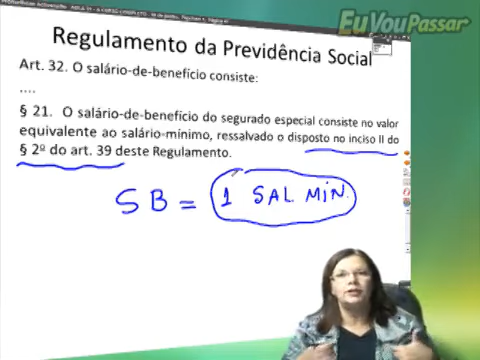 EuVouPassar
Regulamento da Previdência Social
Art. 32. O salário-de-benefício consiste:
....
§ 21. O salário-de-benefício do segurado especial consiste no valor
equivalente ao salário-mínimo, ressalvado o disposto no inciso II do
§ 2º do art. 39 deste Regulamento.
SB = 1 SAL MIN.